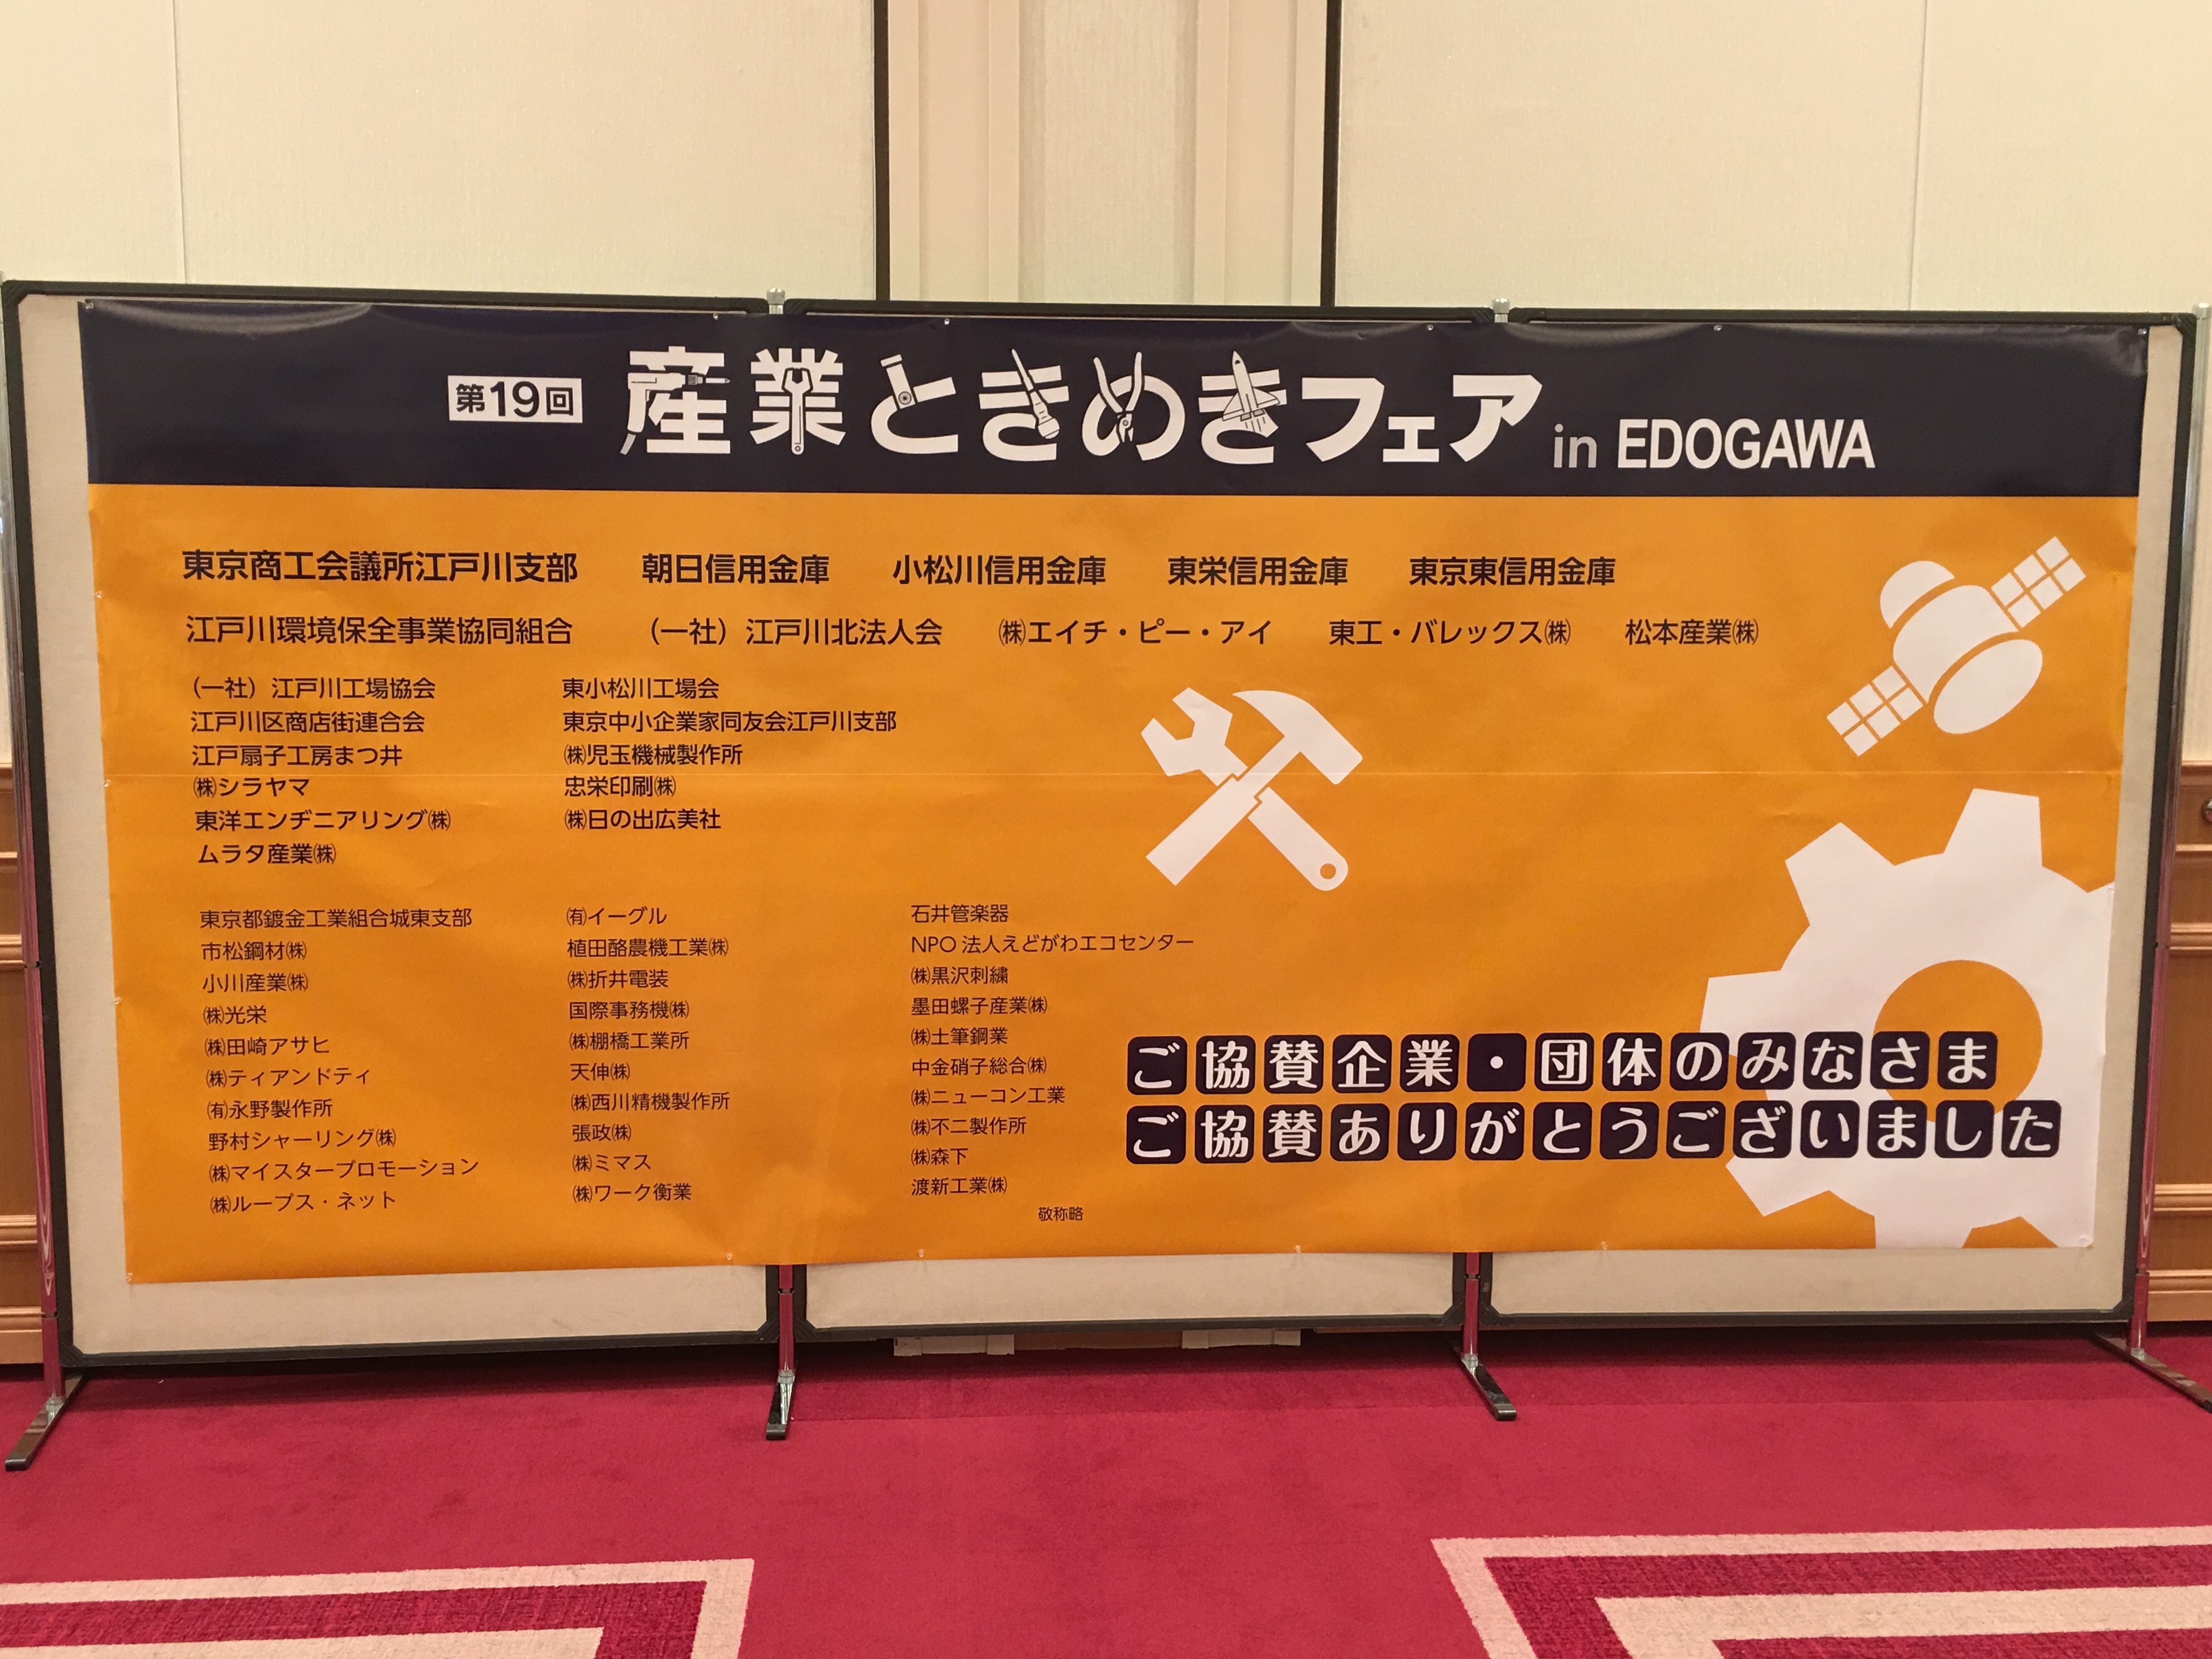 第19回 産業ときめきフェア in EDOGAWA
東京商工会議所江戸川支部 朝日信用金庫 小松川信用金庫 東栄信用金庫 東京東信用金庫
江戸川環境保全事業協同組合 (一社)江戸川北法人会 ㈱エイチ・ピー・アイ 東工・バレックス㈱ 松本産業㈱
(一社)江戸川工場協会
江戸川区商店街連合会
江戸扇子工房まつ井
㈱シラヤマ
東洋エンヂニアリング㈱
ムラタ産業㈱
東小松川工場会
東京中小企業家同友会江戸川支部
㈱児玉機械製作所
忠栄印刷㈱
㈱日の出広美社
東京都鍍金工業組合城東支部
市松鋼材㈱
小川産業㈱
㈱光栄
㈱田崎アサヒ
㈱ティアンドティ
㈲永野製作所
野村シャーリング㈱
㈱マイスタープロモーション
㈱ループス・ネット
㈲イーグル
植田酪農機工業㈱
㈱折井電装
国際事務機㈱
㈱棚橋工業所
天伸㈱
㈱西川精機製作所
張政㈱
㈱ミマス
㈱ワーク衡業
石井管楽器
NPO 法人えどがわエコセンター
㈱黒沢刺繍
墨田螺子産業㈱
㈱土筆鋼業
中金硝子総合㈱
㈱ニューコン工業
㈱不二製作所
㈱森下
渡新工業㈱
敬称略
ご協賛企業・団体のみなさま
ご協賛ありがとうございました